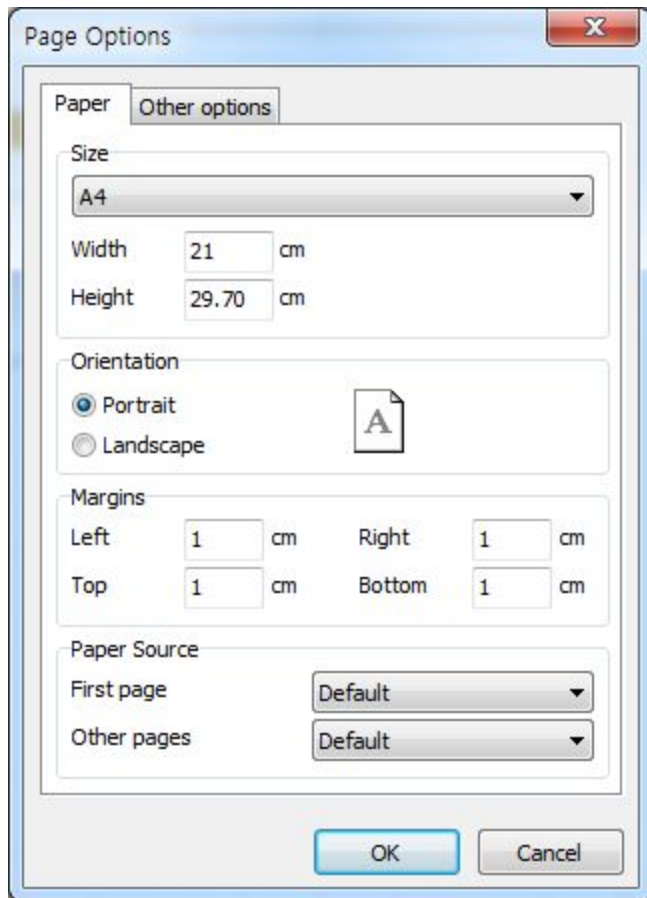 Page Options
Paper Other options
Size
A4
Width 21 cm
Height 29.70 cm
Orientation
Portrait
A
Landscape
Margins
Left 1 cm Right 1 cm
Top 1 cm Bottom 1 cm
Paper Source
First page Default
Other pages Default
OK Cancel